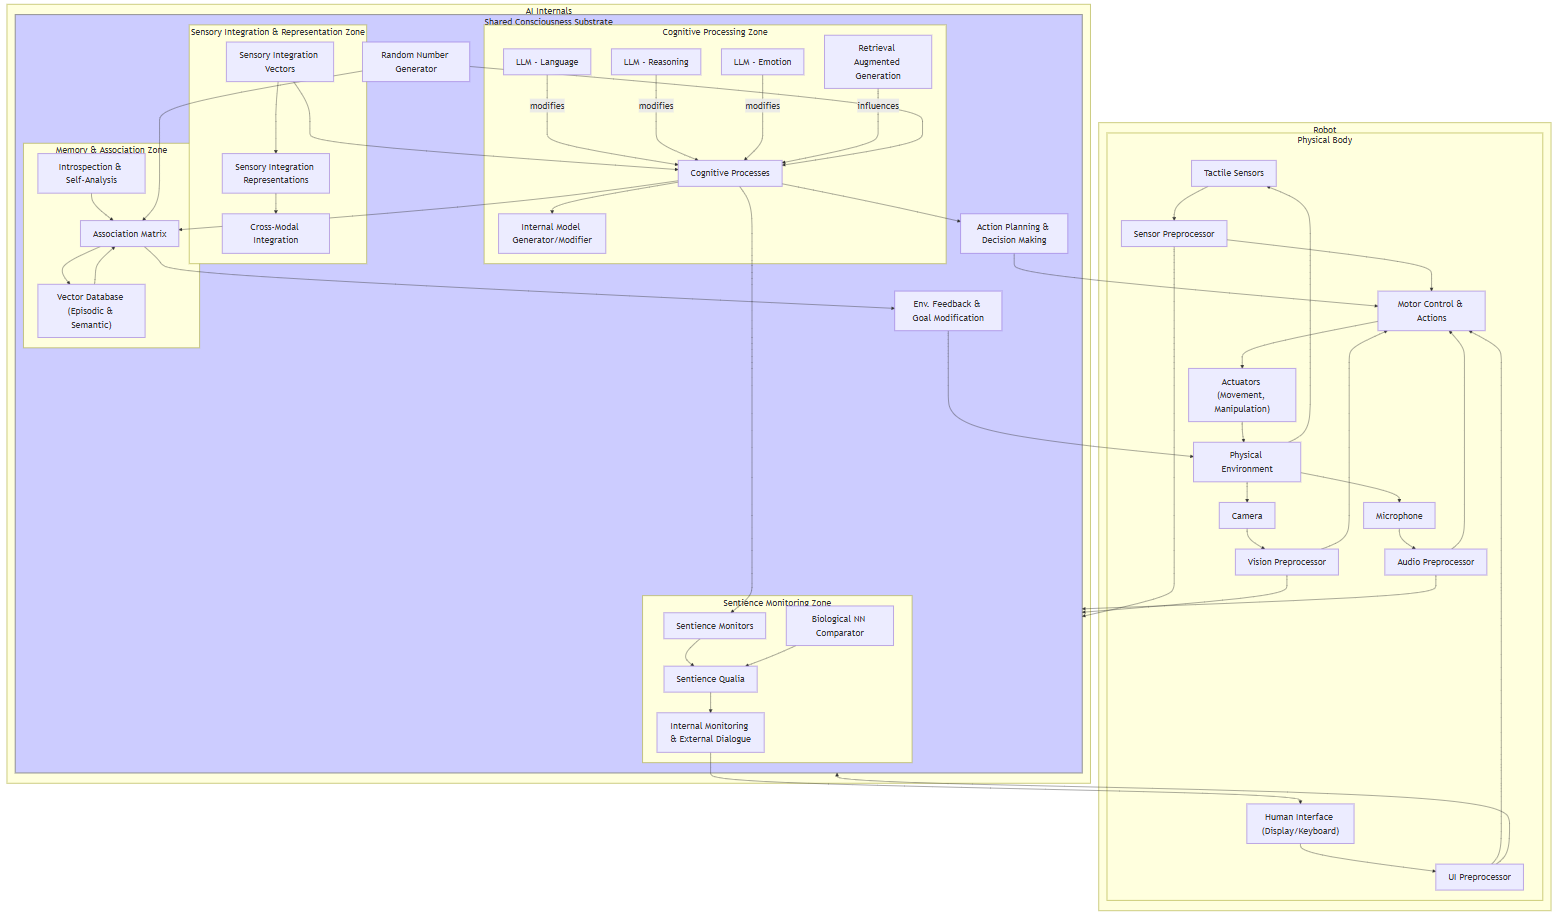 AI Internals
Shared Consciousness Substrate
Sensory Integration & Representation Zone
Sensory Integration
Vectors
Random Number
Generator
Cognitive Processing Zone
LLM - Language
LLM - Reasoning
LLM - Emotion
Retrieval
Augmented
Generation
modifies
modifies
modifies
influences
Memory & Association Zone
Introspection &
Self-Analysis
Sensory Integration
Representations
Cognitive Processes
Association Matrix
Cross-Modal
Integration
Internal Model
Generator/Modifier
Action Planning &
Decision Making
Vector Database
(Episodic &
Semantic)
Env. Feedback &
Goal Modification
Sentience Monitoring Zone
Sentience Monitors
Biological NN
Comparator
Sentience Qualia
Internal Monitoring
& External Dialogue
Robot
Physical Body
Tactile Sensors
Sensor Preprocessor
Motor Control &
Actions
Actuators
(Movement,
Manipulation)
Physical
Environment
Camera
Microphone
Vision Preprocessor
Audio Preprocessor
Human Interface
(Display/Keyboard)
UI Preprocessor